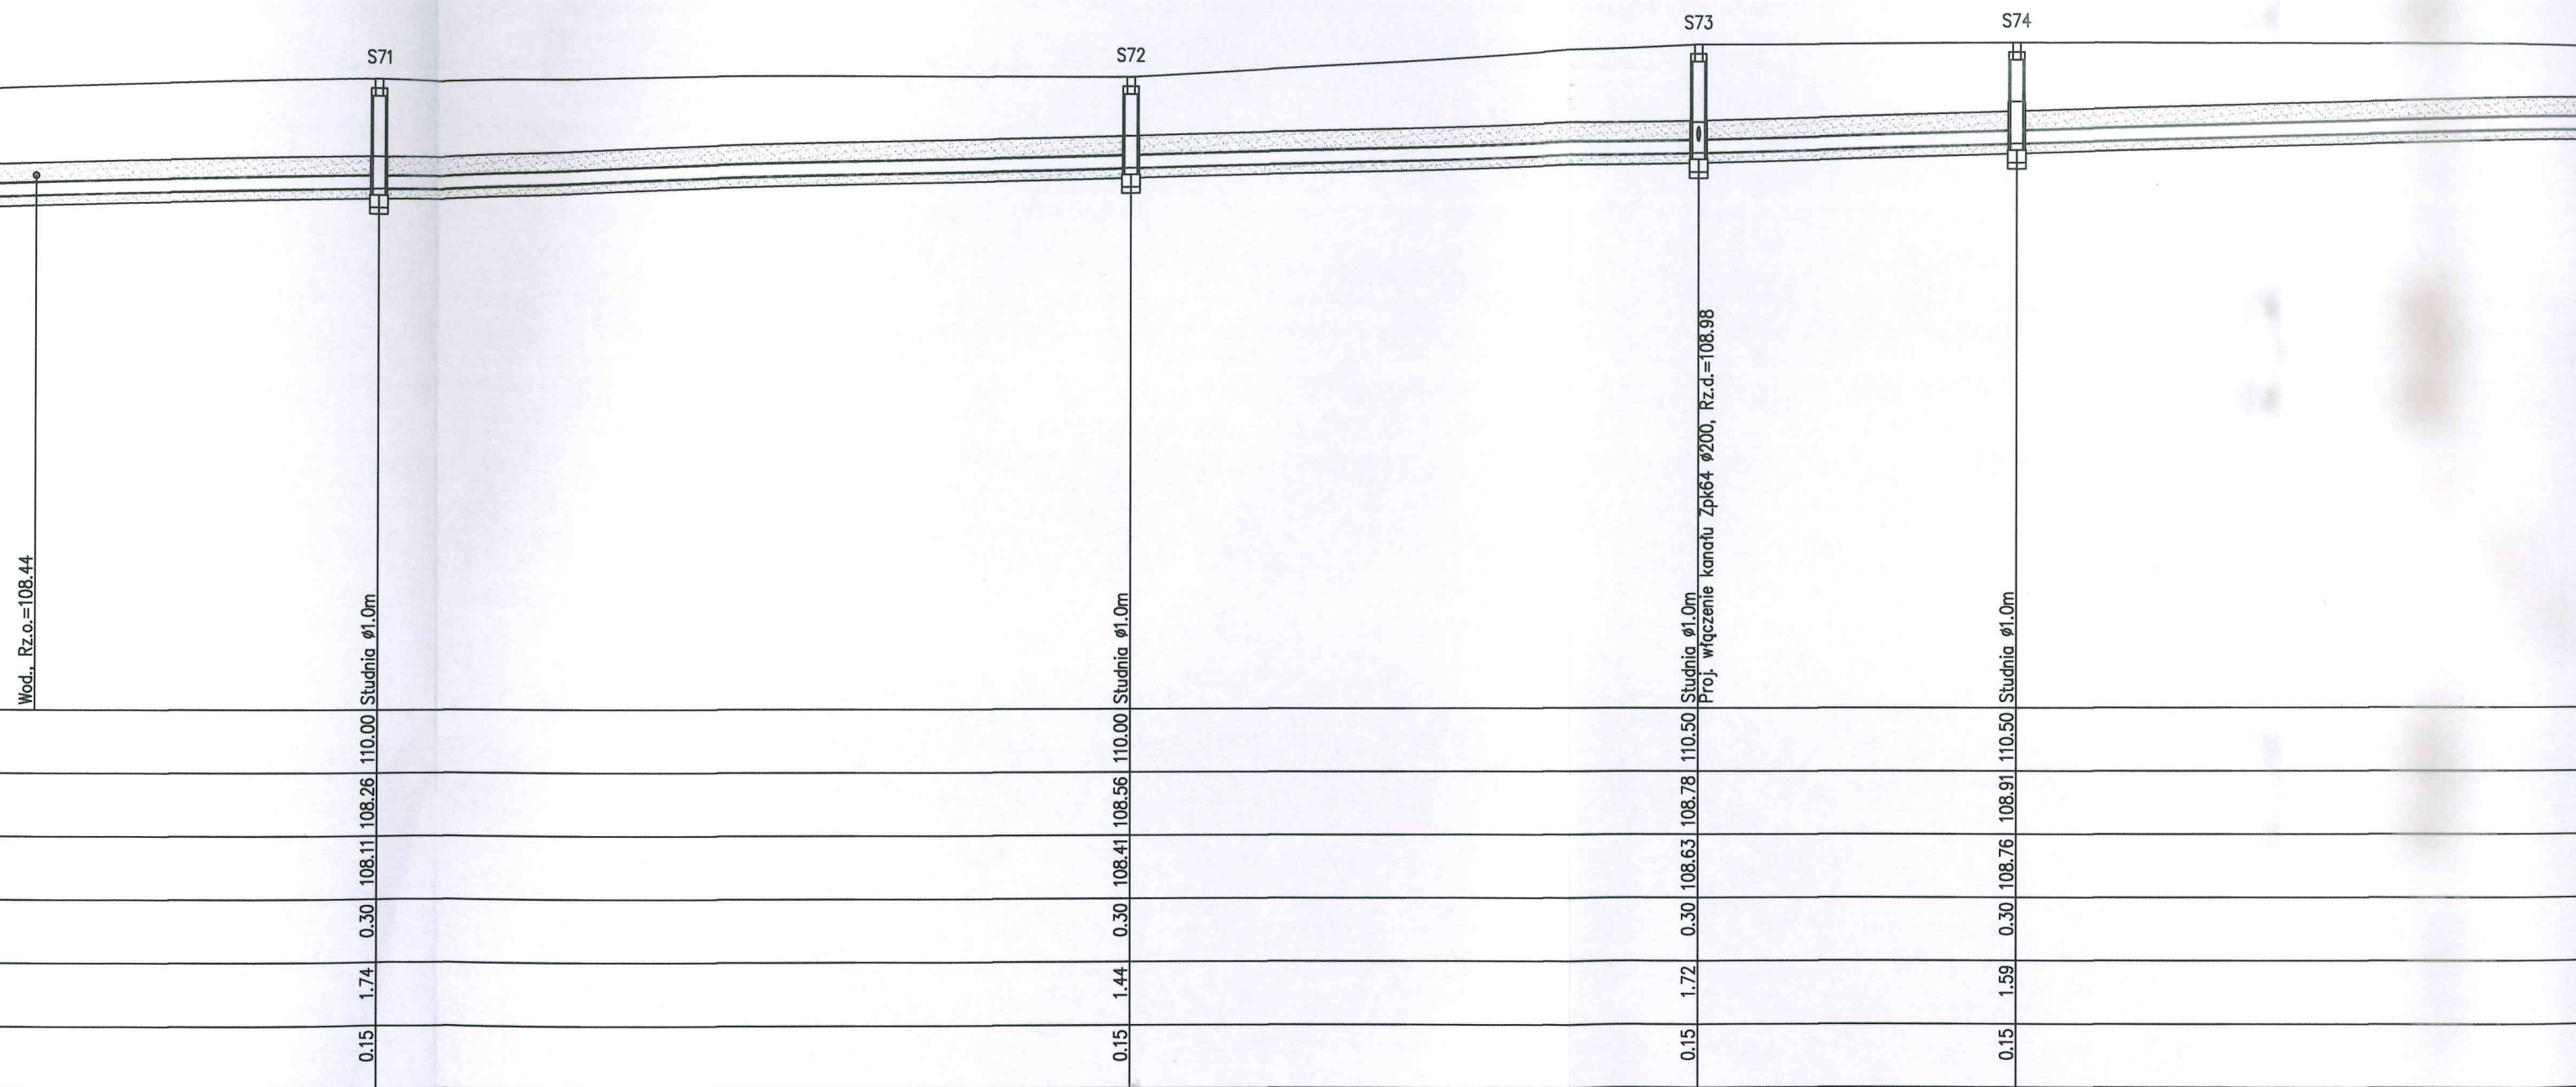 S71
S72
S73
S74
Wod., Rz.o.=108.44
Studnia ø1.0m
Studnia ø1.0m
Studnia ø1.0m
Proj. włączenie kanału Zpk64 ø200, Rz.d.=108.98
Studnia ø1.0m
110.00
110.00
110.50
110.50
108.26
108.56
108.78
108.91
108.11
108.41
108.63
108.76
0.30
0.30
0.30
0.30
1.74
1.44
1.72
1.59
0.15
0.15
0.15
0.15